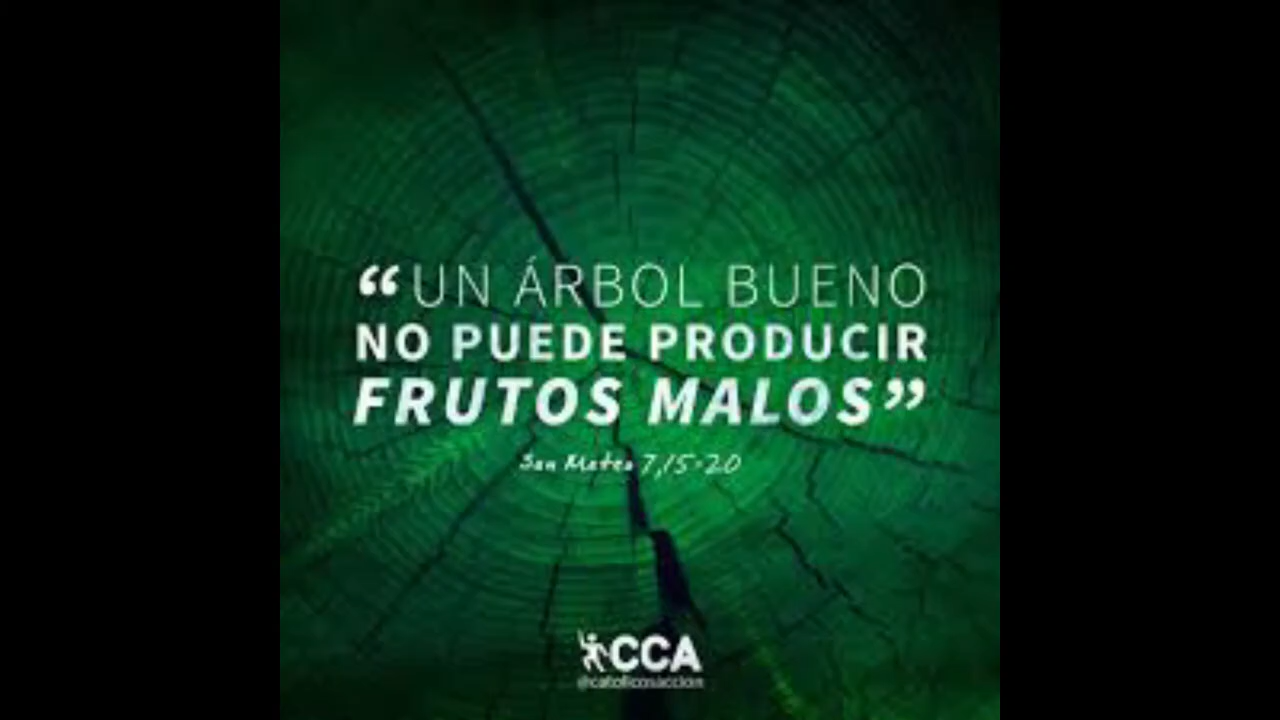 “UN ÁRBOL BUENO
NO PUEDE PRODUCIR
FRUTOS MALOS”
San Mateo 7,15-20
CCA
@catolicosaccion